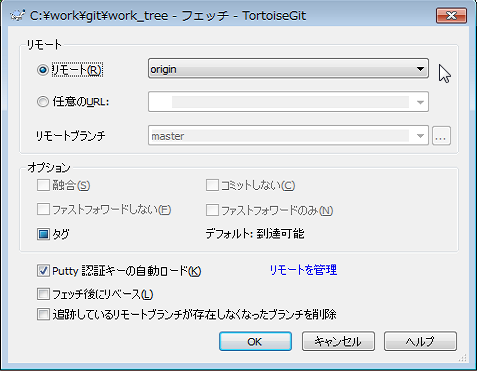 C:¥work¥git¥work_tree - フェッチ - TortoiseGit
リモート
リモート(R)
origin
任意のURL:
リモートブランチ
master
...
オプション
融合(S)
コミットしない(C)
ファストフォワードしない(F)
ファストフォワードのみ(N)
タグ
デフォルト: 到達可能
Putty 認証キーの自動ロード(K)
リモートを管理
フェッチ後にリベース(L)
追跡しているリモートブランチが存在しなくなったブランチを削除
OK
キャンセル
ヘルプ